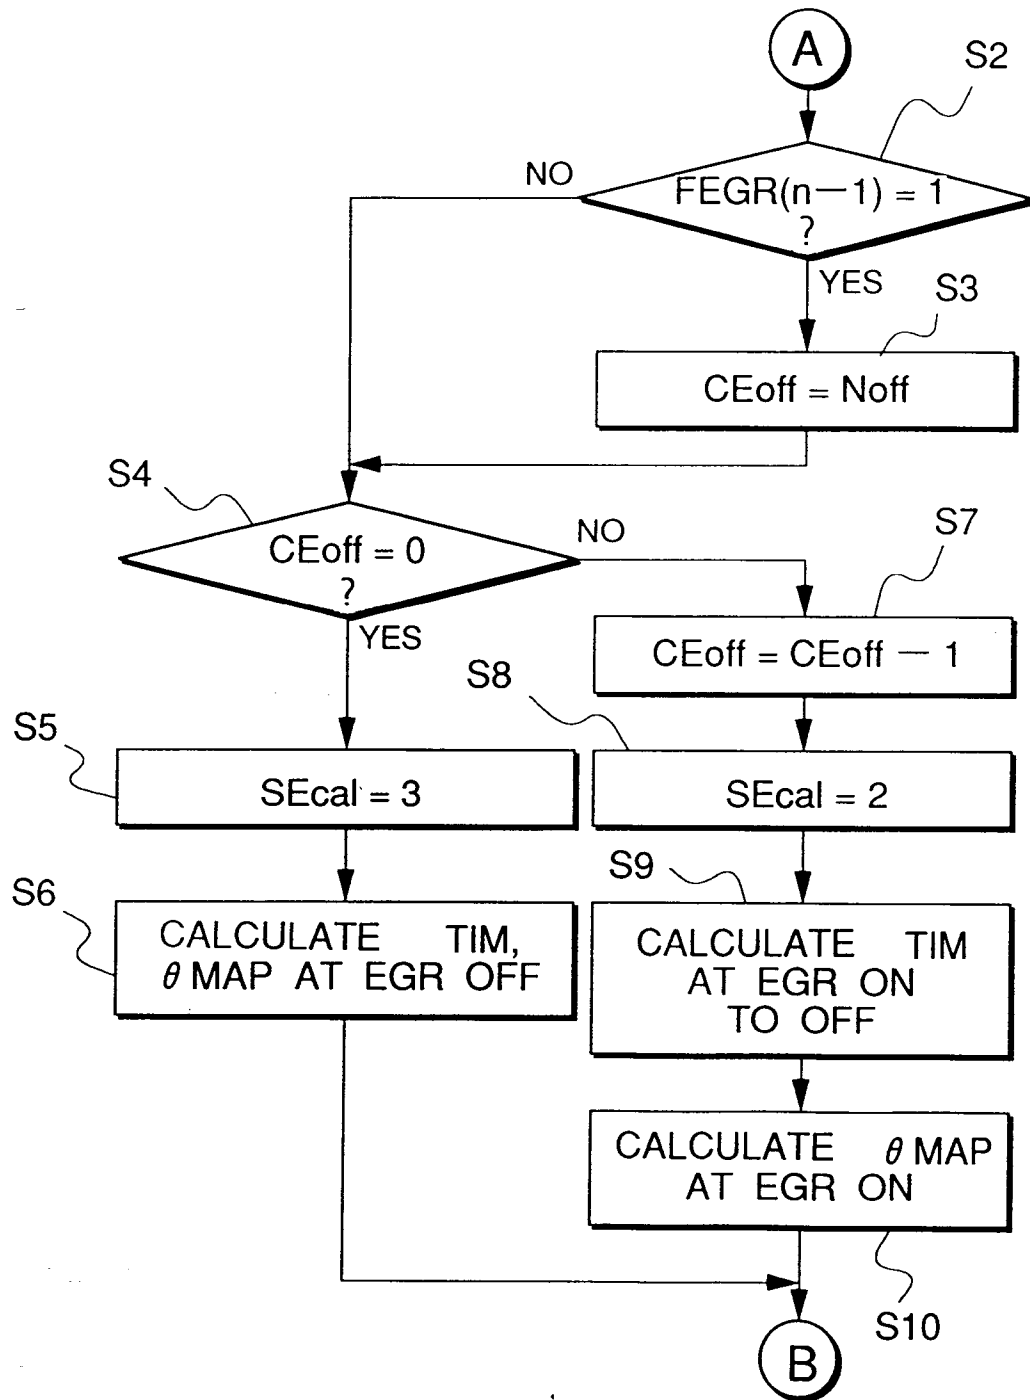 A
S2
NO
FEGR(n−1) = 1
?
YES
S3
CEoff = Noff
S4
CEoff = 0
?
NO
YES
S7
CEoff = CEoff − 1
S8
S5
SEcal = 3
SEcal = 2
S9
S6
CALCULATE TIM,
θ MAP AT EGR OFF
CALCULATE TIM
AT EGR ON
TO OFF
CALCULATE θ MAP
AT EGR ON
S10
B